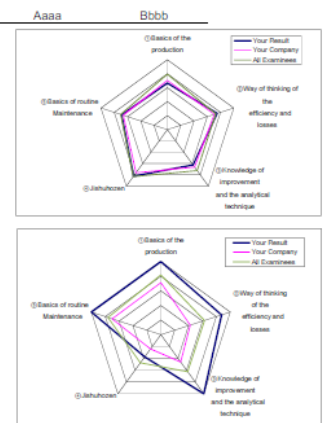 Aaaa Bbbb
①Basics of the
production
Your Result
Your Company
All Examinees
⑤Basics of routine
Maintenance
②Way of thinking of
the
efficiency and
losses
④Jishuhozen
③Knowledge of
improvement
and the analytical
technique
①Basics of the
production
Your Result
Your Company
All Examinees
⑤Basics of routine
Maintenance
②Way of thinking
of the
efficiency and
losses
④Jishuhozen
③Knowledge of
improvement
and the analytical
technique